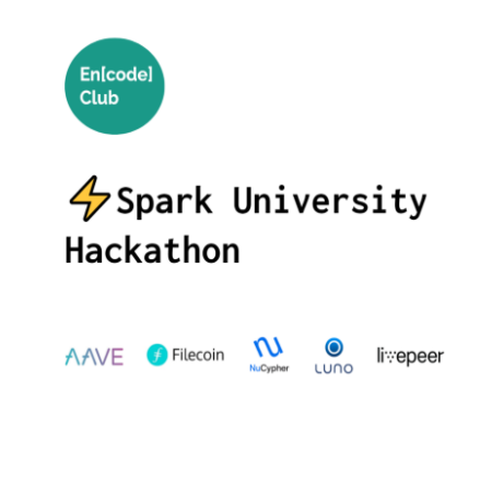 En[code]
Club
⚡Spark University
Hackathon
AAVE Filecoin NuCypher LUNO livepeer